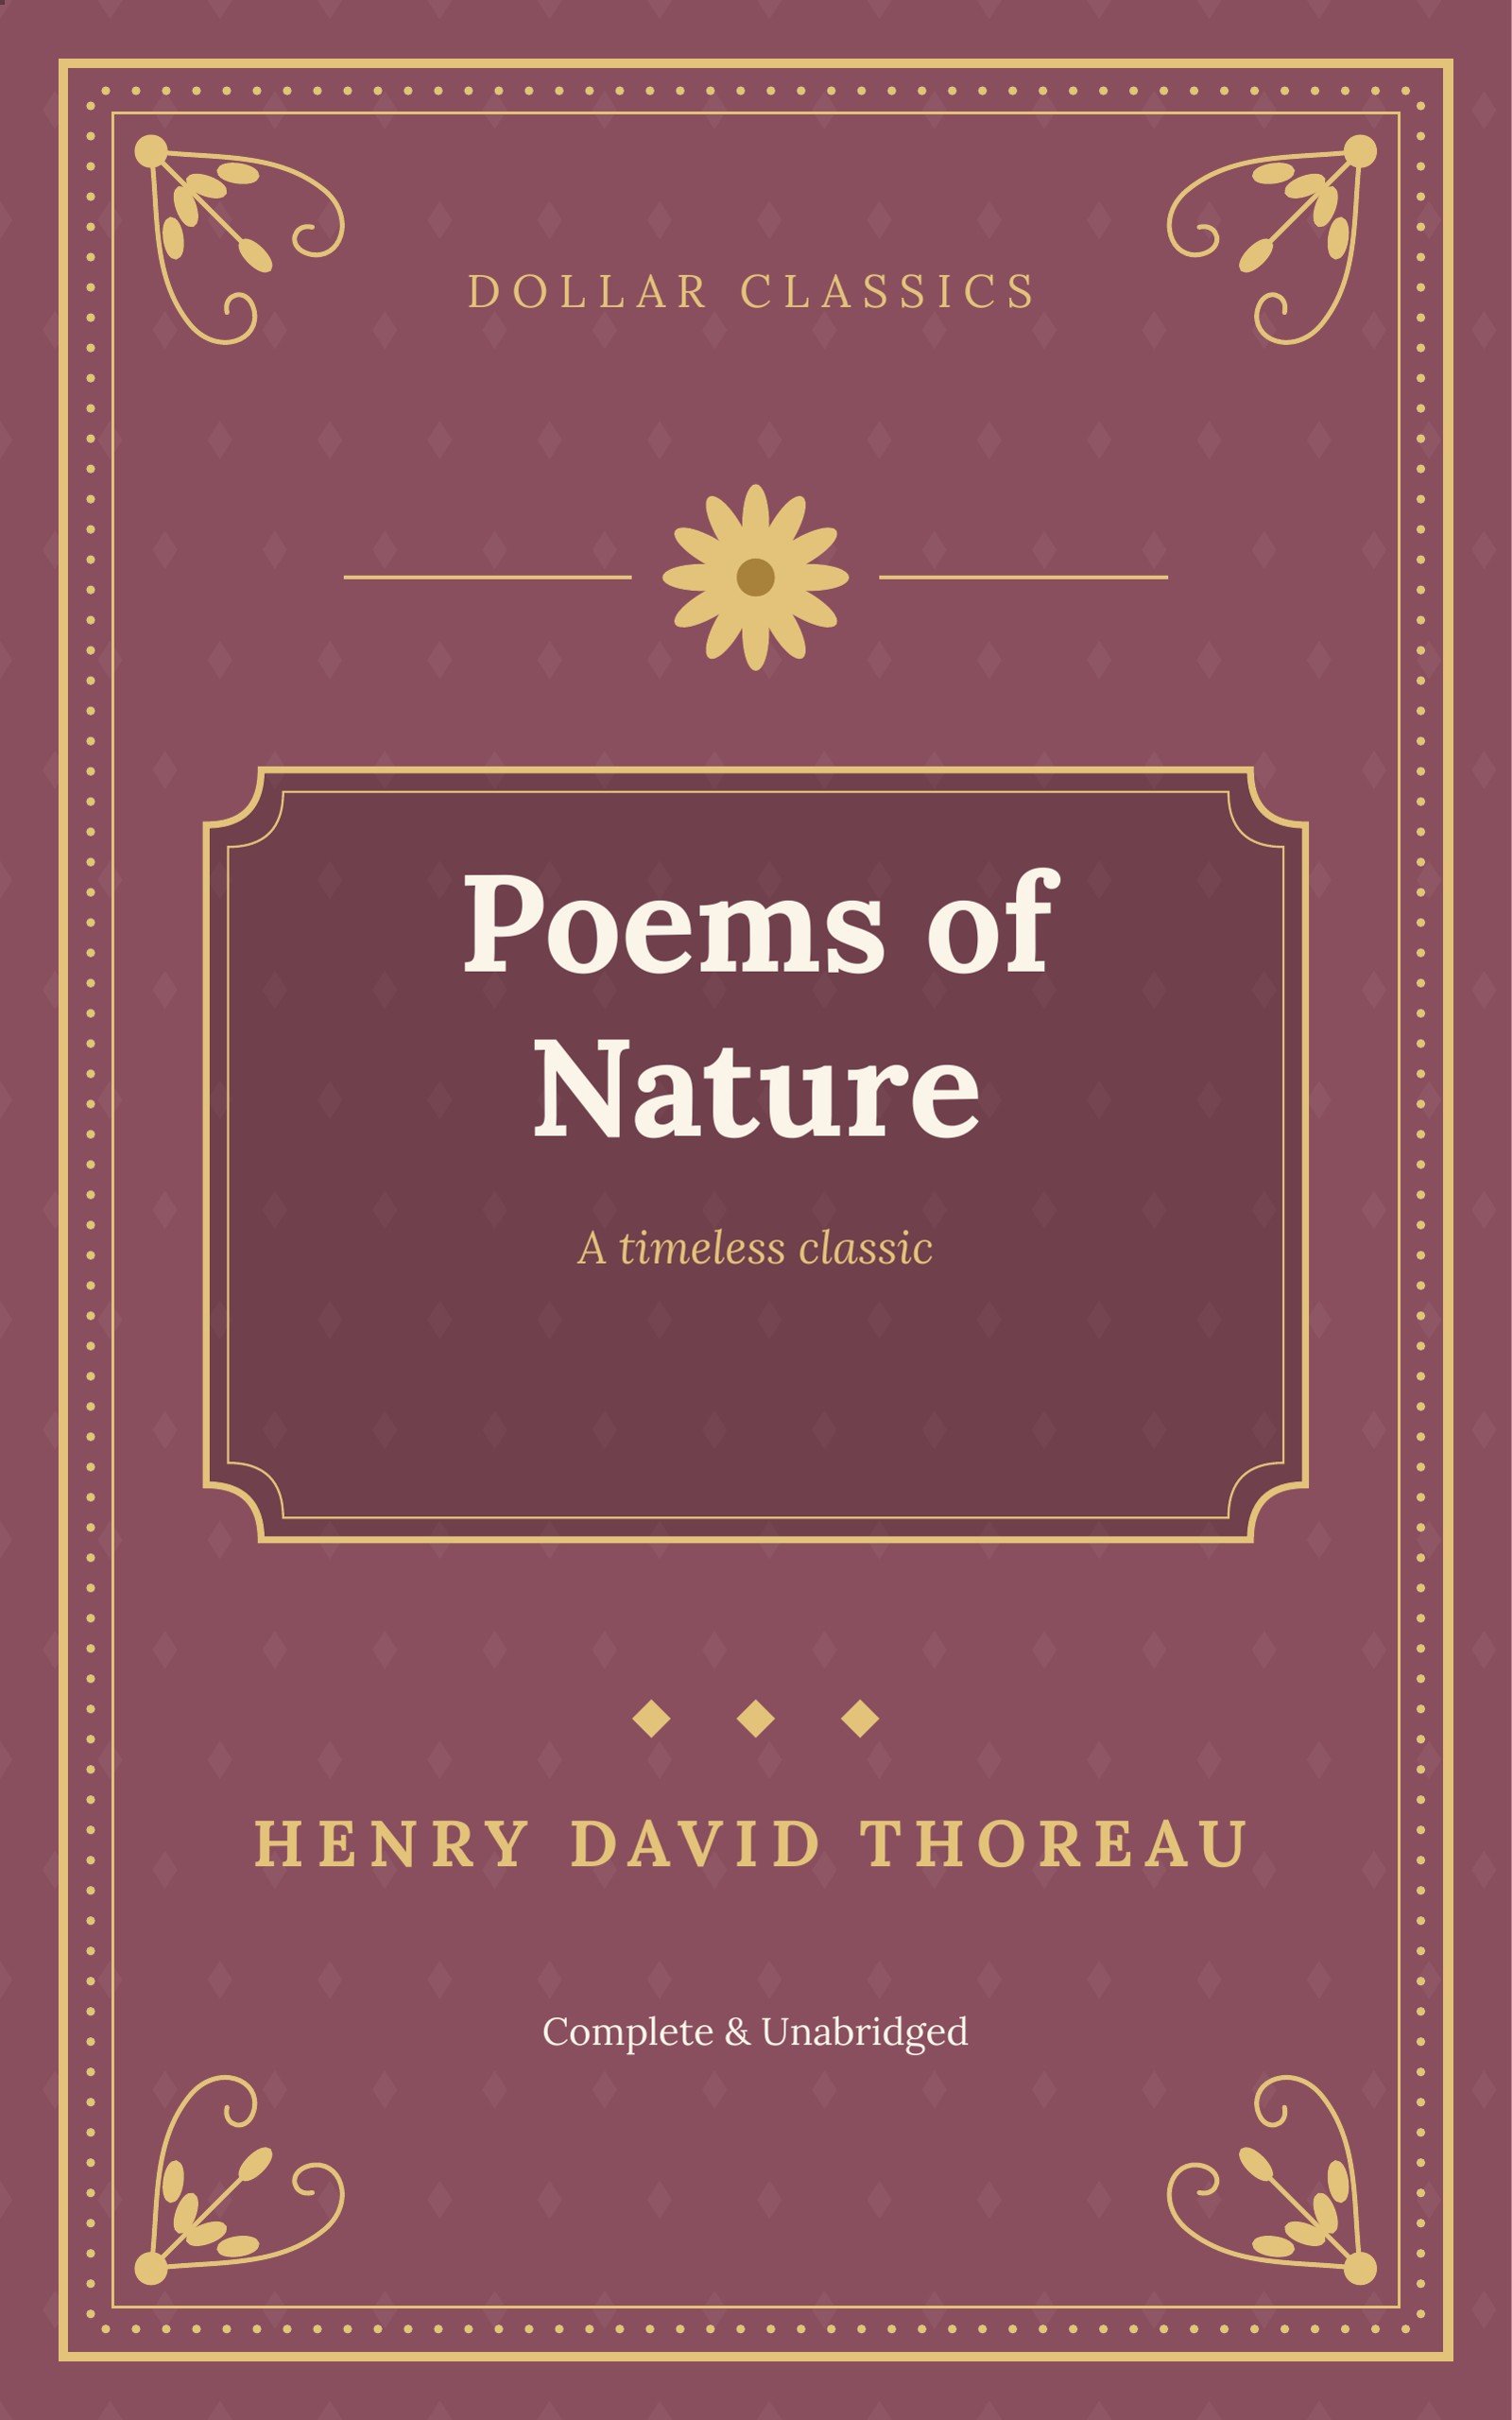 DOLLAR CLASSICS
Poems of
Nature
A timeless classic
HENRY DAVID THOREAU
Complete & Unabridged